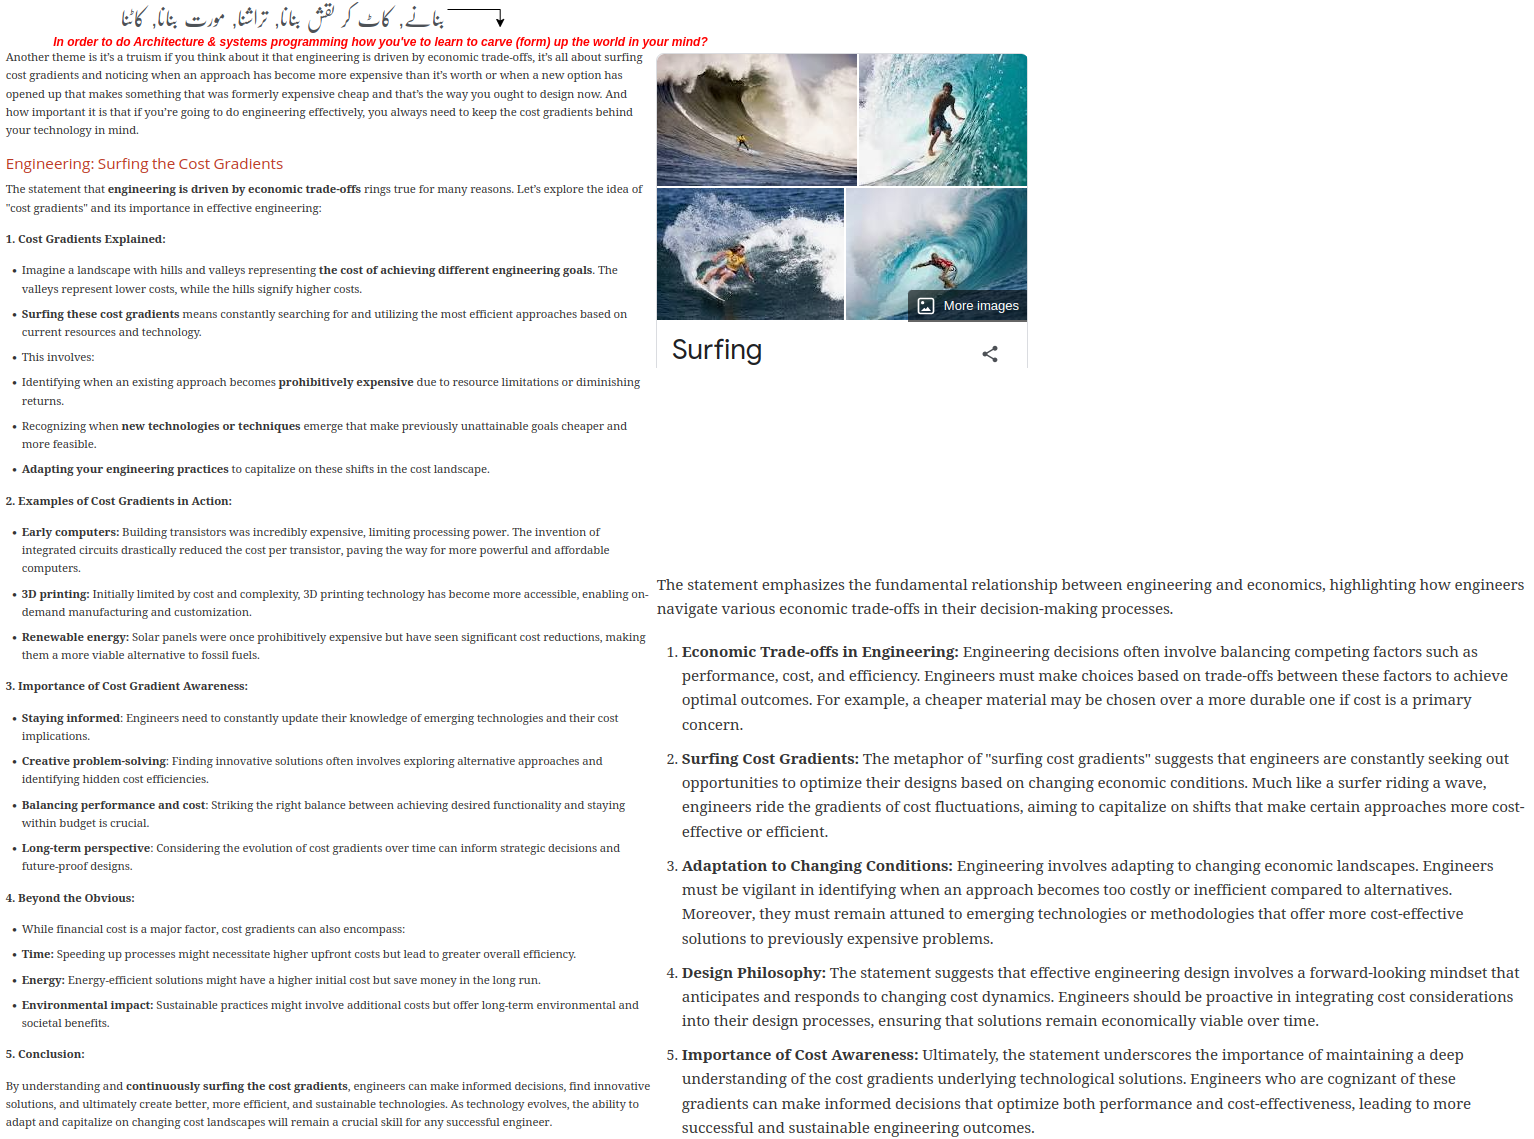 بنانے, کاٹ کر نقش بنانا, تراشنا, مورت بنانا, کاٹنا
In order to do Architecture & systems programming how you've to learn to carve (form) up the world in your mind?
Another theme is it's a truism if you think about it that engineering is driven by economic trade-offs, it's all about surfing
cost gradients and noticing when an approach has become more expensive than it's worth or when a new option has
opened up that makes something that was formerly expensive cheap and that's the way you ought to design now. And
how important it is that if you're going to do engineering effectively, you always need to keep the cost gradients behind
your technology in mind.
Engineering: Surfing the Cost Gradients
The statement that engineering is driven by economic trade-offs rings true for many reasons. Let's explore the idea of
"cost gradients" and its importance in effective engineering:
1. Cost Gradients Explained:
• Imagine a landscape with hills and valleys representing the cost of achieving different engineering goals. The
valleys represent lower costs, while the hills signify higher costs.
• Surfing these cost gradients means constantly searching for and utilizing the most efficient approaches based on
current resources and technology.
• This involves:
• Identifying when an existing approach becomes prohibitively expensive due to resource limitations or diminishing
returns.
• Recognizing when new technologies or techniques emerge that make previously unattainable goals cheaper and
more feasible.
• Adapting your engineering practices to capitalize on these shifts in the cost landscape.
2. Examples of Cost Gradients in Action:
• Early computers: Building transistors was incredibly expensive, limiting processing power. The invention of
integrated circuits drastically reduced the cost per transistor, paving the way for more powerful and affordable
computers.
• 3D printing: Initially limited by cost and complexity, 3D printing technology has become more accessible, enabling on-
demand manufacturing and customization.
• Renewable energy: Solar panels were once prohibitively expensive but have seen significant cost reductions, making
them a more viable alternative to fossil fuels.
3. Importance of Cost Gradient Awareness:
• Staying informed: Engineers need to constantly update their knowledge of emerging technologies and their cost
implications.
• Creative problem-solving: Finding innovative solutions often involves exploring alternative approaches and
identifying hidden cost efficiencies.
• Balancing performance and cost: Striking the right balance between achieving desired functionality and staying
within budget is crucial.
• Long-term perspective: Considering the evolution of cost gradients over time can inform strategic decisions and
future-proof designs.
4. Beyond the Obvious:
• While financial cost is a major factor, cost gradients can also encompass:
• Time: Speeding up processes might necessitate higher upfront costs but lead to greater overall efficiency.
• Energy: Energy-efficient solutions might have a higher initial cost but save money in the long run.
• Environmental impact: Sustainable practices might involve additional costs but offer long-term environmental and
societal benefits.
5. Conclusion:
By understanding and continuously surfing the cost gradients, engineers can make informed decisions, find innovative
solutions, and ultimately create better, more efficient, and sustainable technologies. As technology evolves, the ability to
adapt and capitalize on changing cost landscapes will remain a crucial skill for any successful engineer.
More images
Surfing
The statement emphasizes the fundamental relationship between engineering and economics, highlighting how engineers
navigate various economic trade-offs in their decision-making processes.
1. Economic Trade-offs in Engineering: Engineering decisions often involve balancing competing factors such as
performance, cost, and efficiency. Engineers must make choices based on trade-offs between these factors to achieve
optimal outcomes. For example, a cheaper material may be chosen over a more durable one if cost is a primary
concern.
2. Surfing Cost Gradients: The metaphor of "surfing cost gradients" suggests that engineers are constantly seeking out
opportunities to optimize their designs based on changing economic conditions. Much like a surfer riding a wave,
engineers ride the gradients of cost fluctuations, aiming to capitalize on shifts that make certain approaches more cost-
effective or efficient.
3. Adaptation to Changing Conditions: Engineering involves adapting to changing economic landscapes. Engineers
must be vigilant in identifying when an approach becomes too costly or inefficient compared to alternatives.
Moreover, they must remain attuned to emerging technologies or methodologies that offer more cost-effective
solutions to previously expensive problems.
4. Design Philosophy: The statement suggests that effective engineering design involves a forward-looking mindset that
anticipates and responds to changing cost dynamics. Engineers should be proactive in integrating cost considerations
into their design processes, ensuring that solutions remain economically viable over time.
5. Importance of Cost Awareness: Ultimately, the statement underscores the importance of maintaining a deep
understanding of the cost gradients underlying technological solutions. Engineers who are cognizant of these
gradients can make informed decisions that optimize both performance and cost-effectiveness, leading to more
successful and sustainable engineering outcomes.